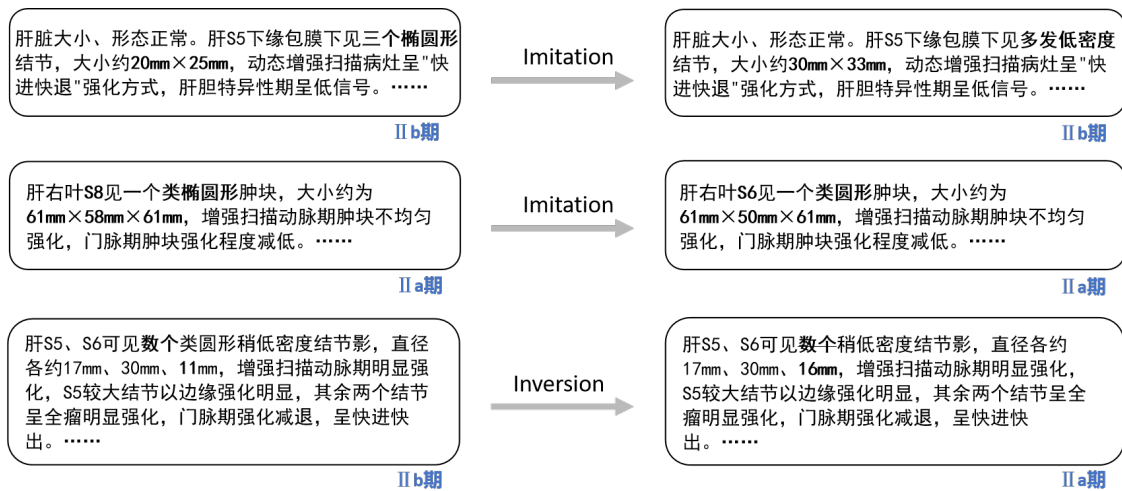 肝脏大小、形态正常。肝S5下缘包膜下见三个椭圆形
结节，大小约20mm×25mm，动态增强扫描病灶呈"快
进快退"强化方式，肝胆特异性期呈低信号。……
Ⅱb期
Imitation
肝脏大小、形态正常。肝S5下缘包膜下见多发低密度
结节，大小约30mm×33mm，动态增强扫描病灶呈"快
进快退"强化方式，肝胆特异性期呈低信号。……
Ⅱb期
肝右叶S8见一个类椭圆形肿块，大小约为
61mm×58mm×61mm，增强扫描动脉期肿块不均匀
强化，门脉期肿块强化程度减低。……
Ⅱa期
Imitation
肝右叶S6见一个类圆形肿块，大小约为
61mm×50mm×61mm，增强扫描动脉期肿块不均匀
强化，门脉期肿块强化程度减低。……
Ⅱa期
肝S5、S6可见数个类圆形稍低密度结节影，直径
各约17mm、30mm、11mm，增强扫描动脉期明显强
化，S5较大结节以边缘强化明显，其余两个结节
呈全瘤明显强化，门脉期强化减退，呈快进快
出。……
Ⅱb期
Inversion
肝S5、S6可见数个稍低密度结节影，直径各约
17mm、30mm、16mm，增强扫描动脉期明显强化，
S5较大结节以边缘强化明显，其余两个结节呈全
瘤明显强化，门脉期强化减退，呈快进快
出。……
Ⅱa期